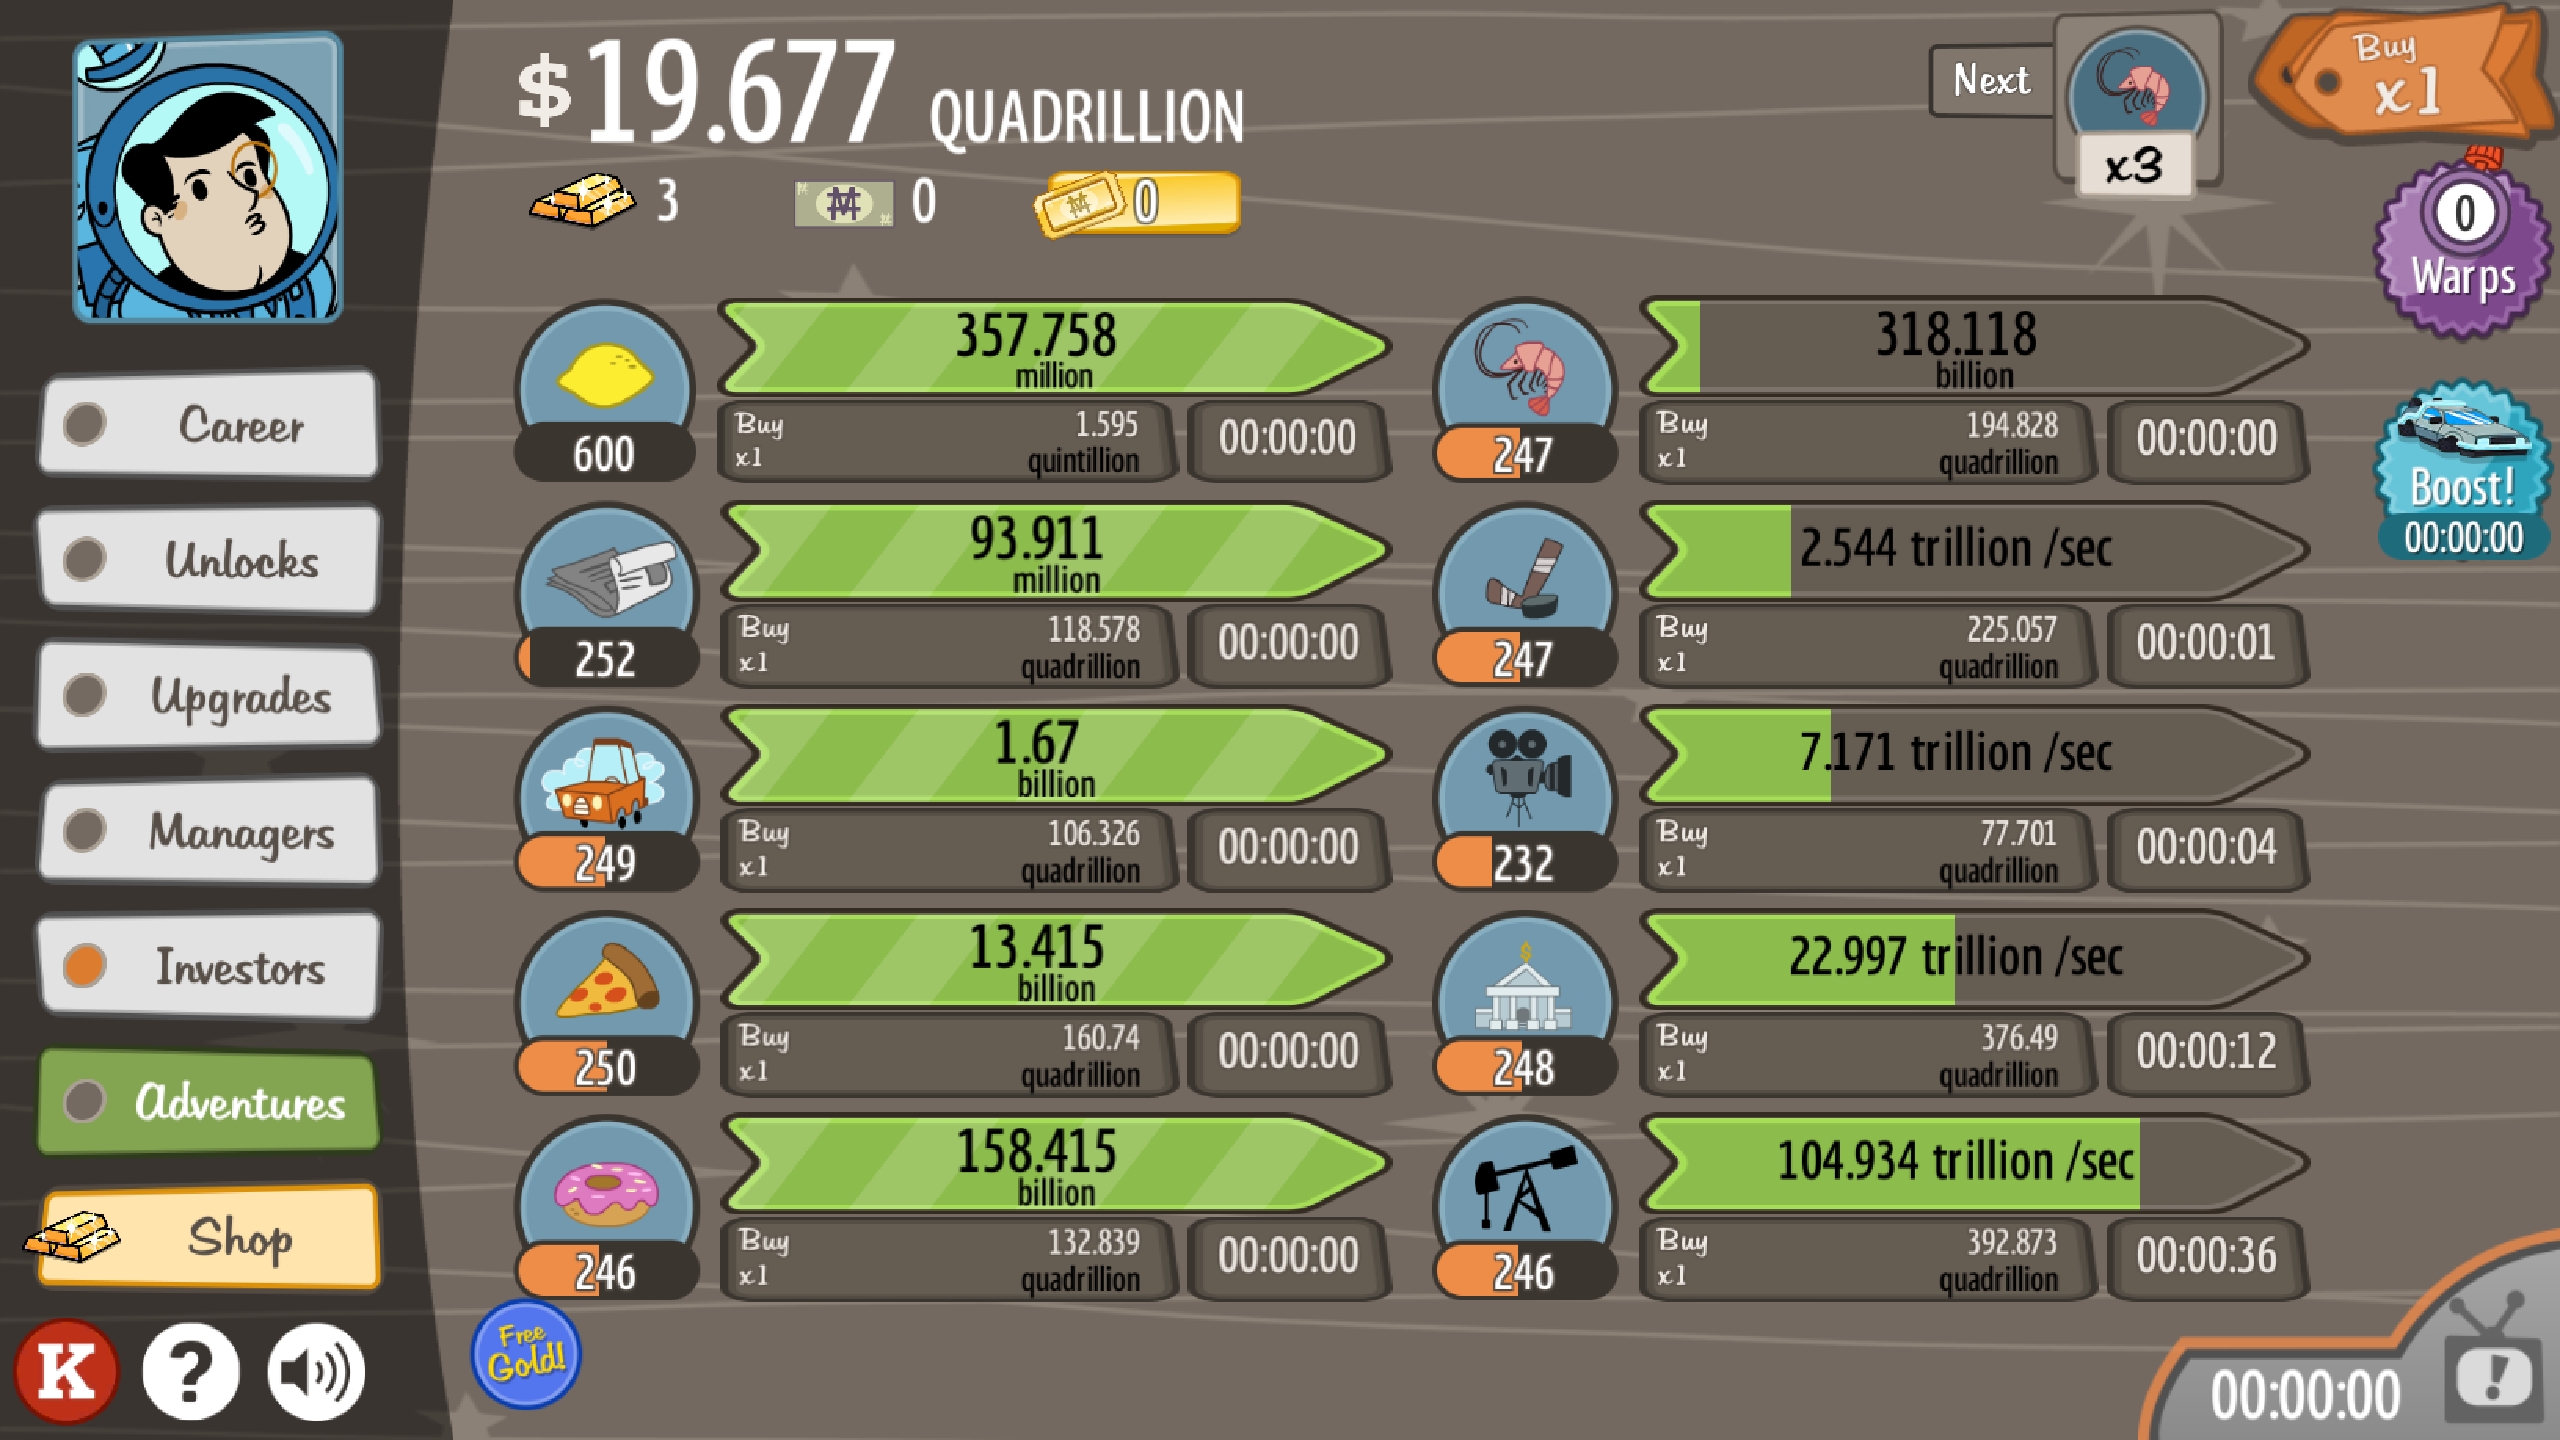 $19.677 QUADRILLION
3
0
0
Next
x3
Buy
x1
0
Warps
Boost!
00:00:00
Career
Unlocks
Upgrades
Managers
Investors
Adventures
Shop
K
?
357.758
million
600
Buy
x1
1.595
quintillion
00:00:00
93.911
million
252
Buy
x1
118.578
quadrillion
00:00:00
1.67
billion
249
Buy
x1
106.326
quadrillion
00:00:00
13.415
billion
250
Buy
x1
160.74
quadrillion
00:00:00
158.415
billion
246
Buy
x1
132.839
quadrillion
00:00:00
318.118
billion
247
Buy
x1
194.828
quadrillion
00:00:00
2.544 trillion /sec
247
Buy
x1
225.057
quadrillion
00:00:01
7.171 trillion /sec
232
Buy
x1
77.701
quadrillion
00:00:04
22.997 trillion /sec
248
Buy
x1
376.49
quadrillion
00:00:12
104.934 trillion /sec
246
Buy
x1
392.873
quadrillion
00:00:36
Free
Gold!
00:00:00
!